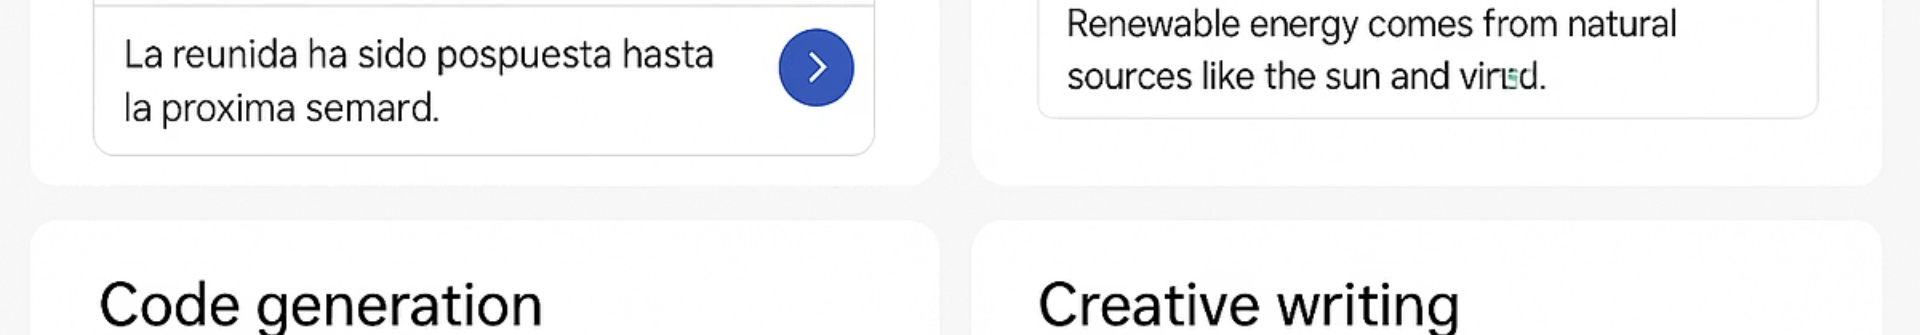 La reunida ha sido pospuesta hasta
la proxima semard.
Renewable energy comes from natural
sources like the sun and
Code generation
Creative writing